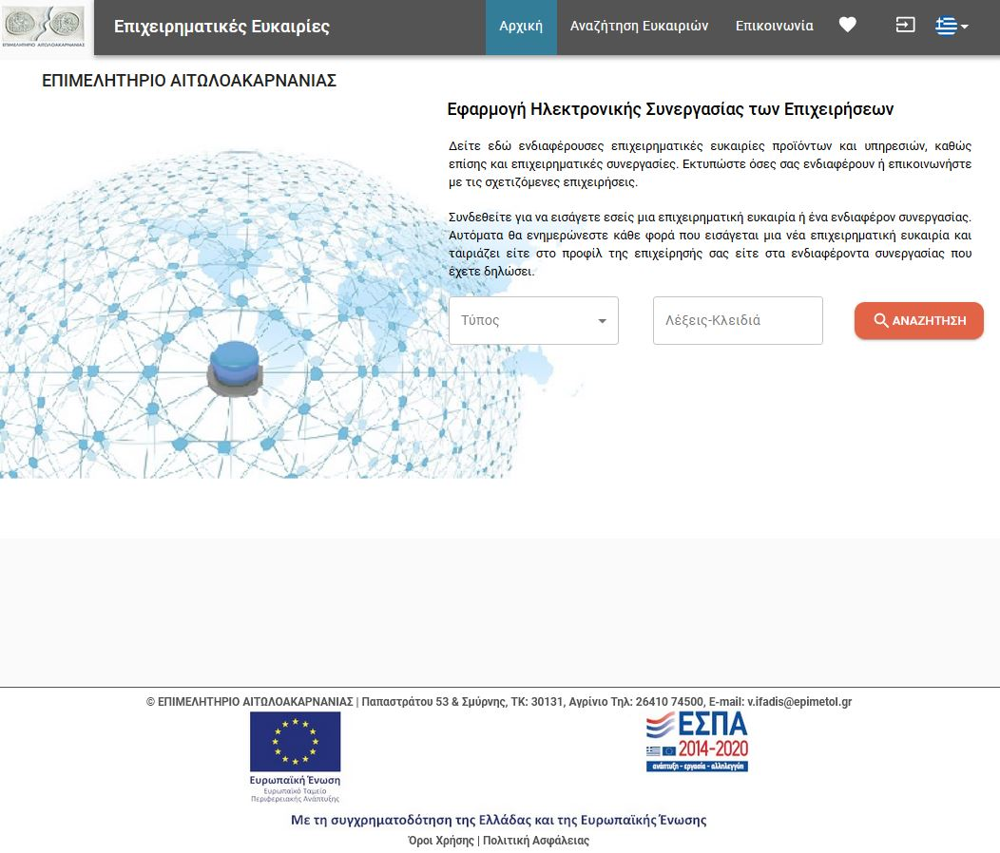 ΕΠΙΜΕΛΗΤΗΡΙΟ ΑΙΤΩΛΟΑΚΑΡΝΑΝΙΑΣ
Επιχειρηματικές Ευκαιρίες
Αρχική
Αναζήτηση Ευκαιριών
Επικοινωνία
ΕΠΙΜΕΛΗΤΗΡΙΟ ΑΙΤΩΛΟΑΚΑΡΝΑΝΙΑΣ
Εφαρμογή Ηλεκτρονικής Συνεργασίας των Επιχειρήσεων
Δείτε εδώ ενδιαφέρουσες επιχειρηματικές ευκαιρίες προϊόντων και υπηρεσιών, καθώς
επίσης και επιχειρηματικές συνεργασίες. Εκτυπώστε όσες σας ενδιαφέρουν ή επικοινωνήστε
με τις σχετιζόμενες επιχειρήσεις.
Συνδεθείτε για να εισάγετε εσείς μια επιχειρηματική ευκαιρία ή ένα ενδιαφέρον συνεργασίας.
Αυτόματα θα ενημερώνεστε κάθε φορά που εισάγεται μια νέα επιχειρηματική ευκαιρία και
ταιριάζει είτε στο προφίλ της επιχείρησής σας είτε στα ενδιαφέροντα συνεργασίας που
έχετε δηλώσει.
Τύπος
Λέξεις-Κλειδιά
ΑΝΑΖΗΤΗΣΗ
© ΕΠΙΜΕΛΗΤΗΡΙΟ ΑΙΤΩΛΟΑΚΑΡΝΑΝΙΑΣ | Παπαστράτου 53 & Σμύρνης, ΤΚ: 30131, Αγρίνιο Τηλ: 26410 74500, E-mail: v.ifadis@epimetol.gr
Ευρωπαϊκή Ένωση
Ευρωπαϊκό Ταμείο
Περιφερειακής Ανάπτυξης
ΕΣΠΑ
2014-2020
ανάπτυξη - εργασία - αλληλεγγύη
Με τη συγχρηματοδότηση της Ελλάδας και της Ευρωπαϊκής Ένωσης
Όροι Χρήσης | Πολιτική Ασφάλειας